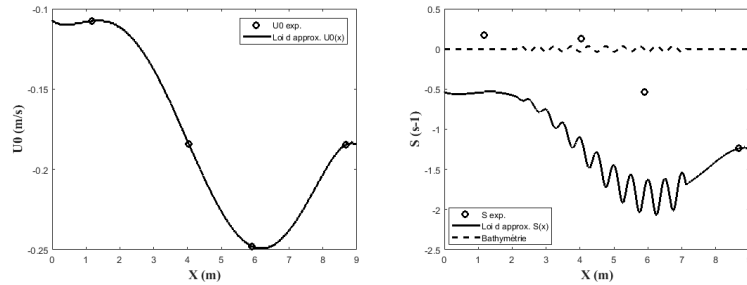 -0.1
-0.15
-0.2
-0.25
U0 (m/s)
0 1 2 3 4 5 6 7 8 9
X (m)
U0 exp.
Loi d approx. U0(x)
0.5
0
-0.5
-1
-1.5
-2
-2.5
S (s-1)
0 1 2 3 4 5 6 7 8
X (m)
S exp.
Loi d approx. S(x)
Bathymétrie